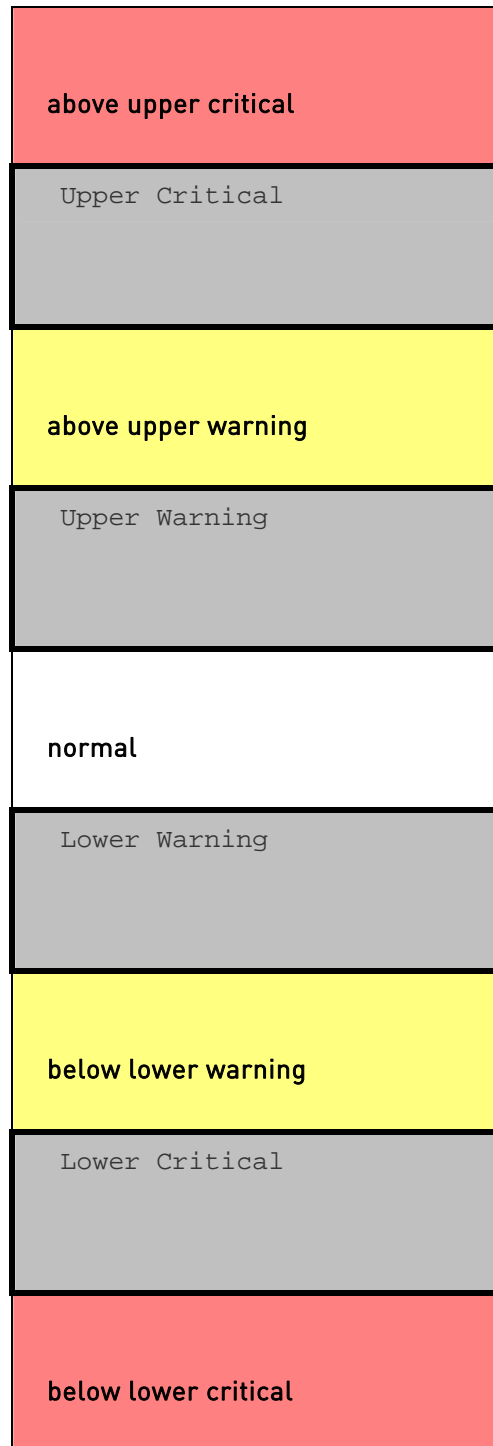 above upper critical
Upper Critical
above upper warning
Upper Warning
normal
Lower Warning
below lower warning
Lower Critical
below lower critical